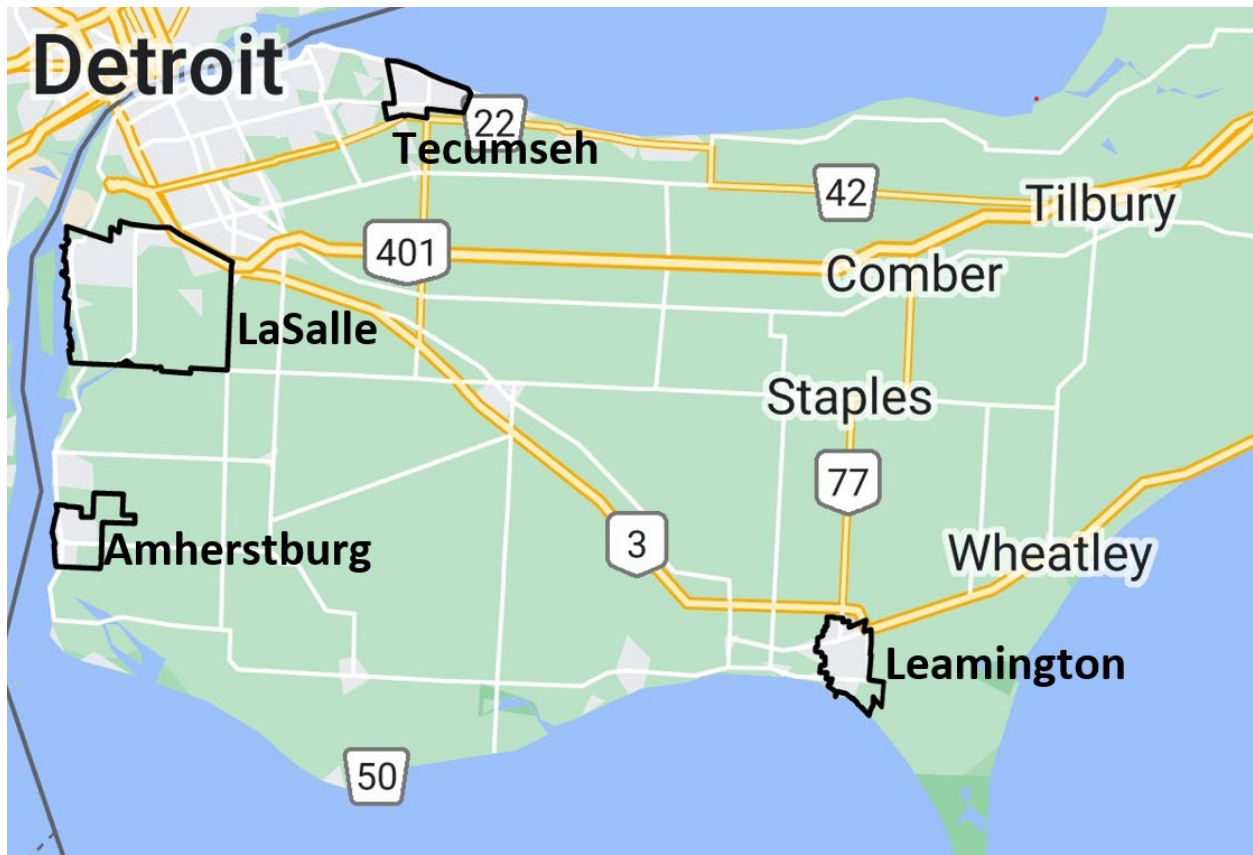 Detroit
22
Tecumseh
42
Tilbury
401
Comber
LaSalle
Staples
77
3
Wheatley
Amherstburg
Leamington
50